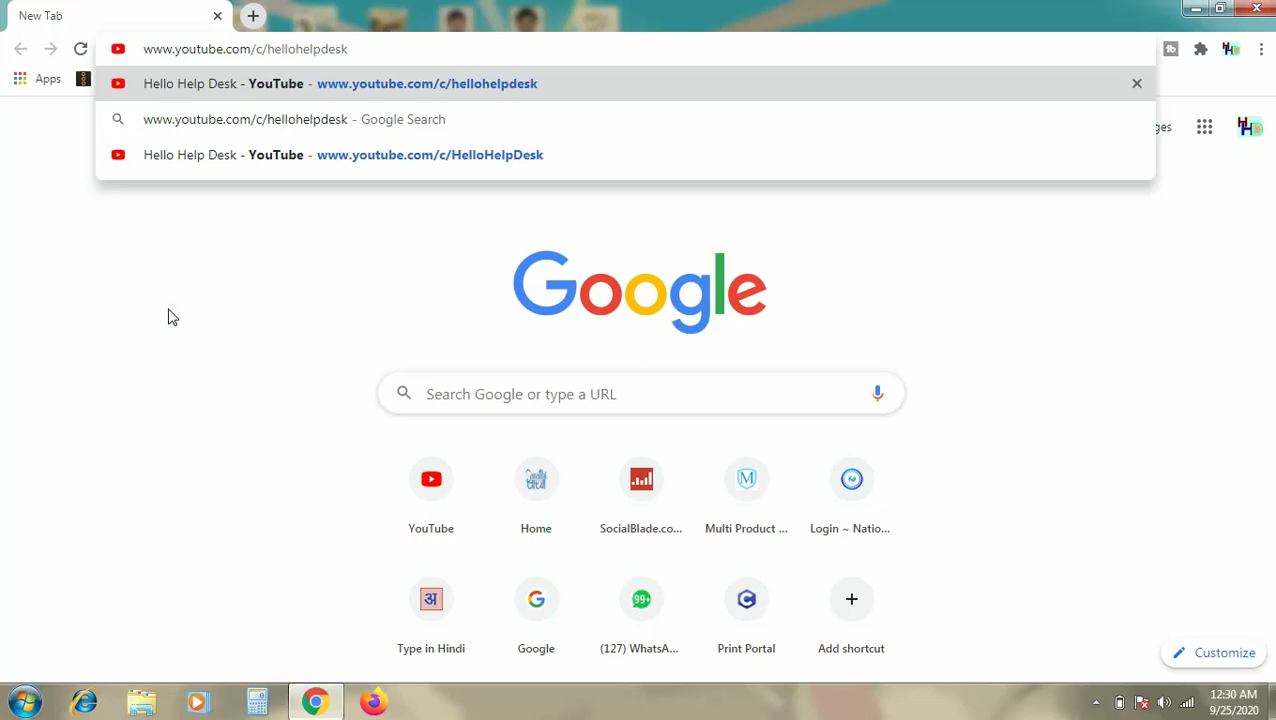 New Tab
www.youtube.com/c/hellohelpdesk
Apps
Hello Help Desk - YouTube - www.youtube.com/c/hellohelpdesk
www.youtube.com/c/hellohelpdesk - Google Search
Hello Help Desk - YouTube - www.youtube.com/c/HelloHelpDesk
Google
Search Google or type a URL
YouTube
Home
SocialBlade.co...
Multi Product ...
Login ~ Natio...
अ
99+
Type in Hindi
Google
(127) WhatsA...
Print Portal
Add shortcut
Customize
12:30 AM
9/25/2020